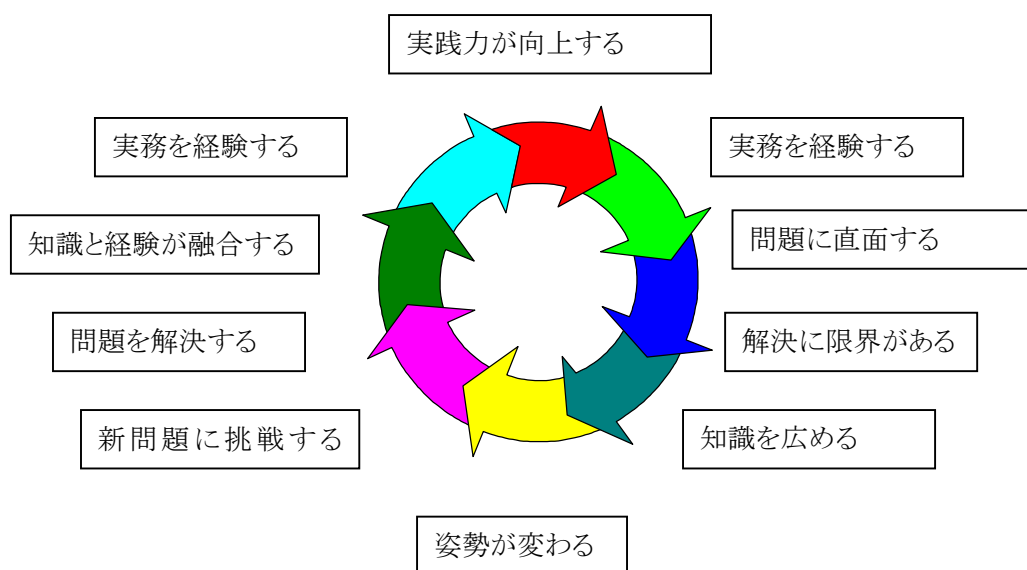 実践力が向上する
実務を経験する
実務を経験する
知識と経験が融合する
問題に直面する
問題を解決する
解決に限界がある
新問題に挑戦する
知識を広める
姿勢が変わる